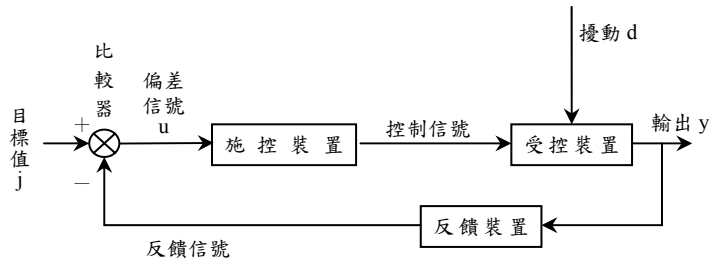 擾動 d
比較器
偏差
信號
u
目標值
j
+
施控裝置
控制信號
受控裝置
輸出 y
−
反饋裝置
反饋信號